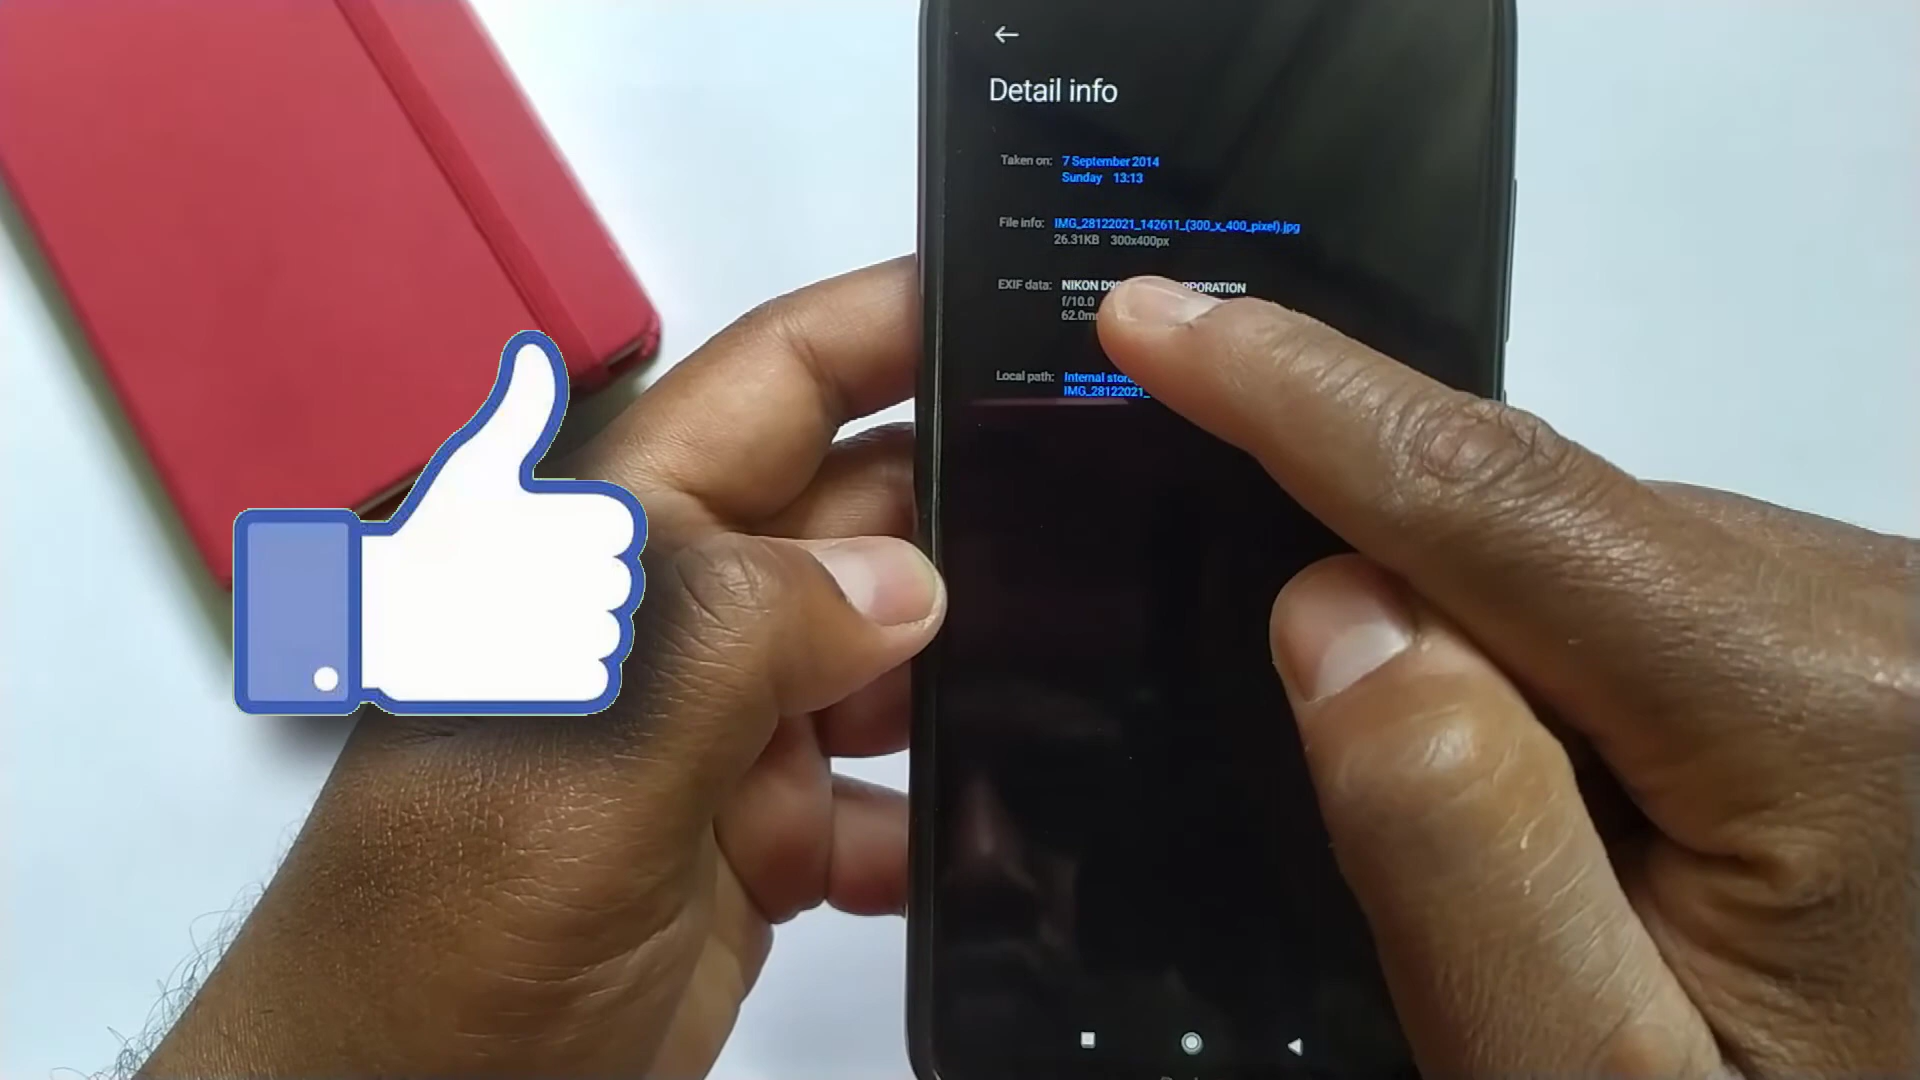 Detail info
Taken on: 7 September 2014
Sunday 13:13
File info: IMG_28122021_142611_(300_x_400_pixel).jpg
26.31KB 300x400px
EXIF data: NIKON
f/10.0
Local path: Internal
IMG_28122021_